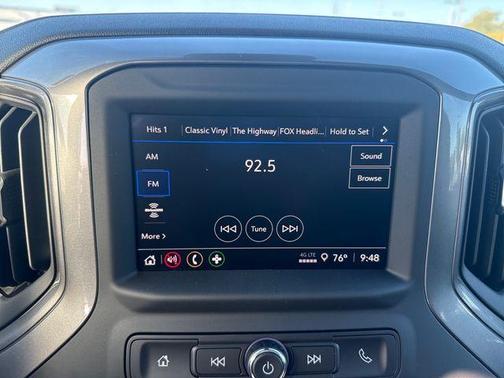 Hits 1 Classic Vinyl The Highway FOX Headli... Hold to Set
AM
92.5
Sound
FM
Browse
Tune
More
4G LTE
76° 9:48